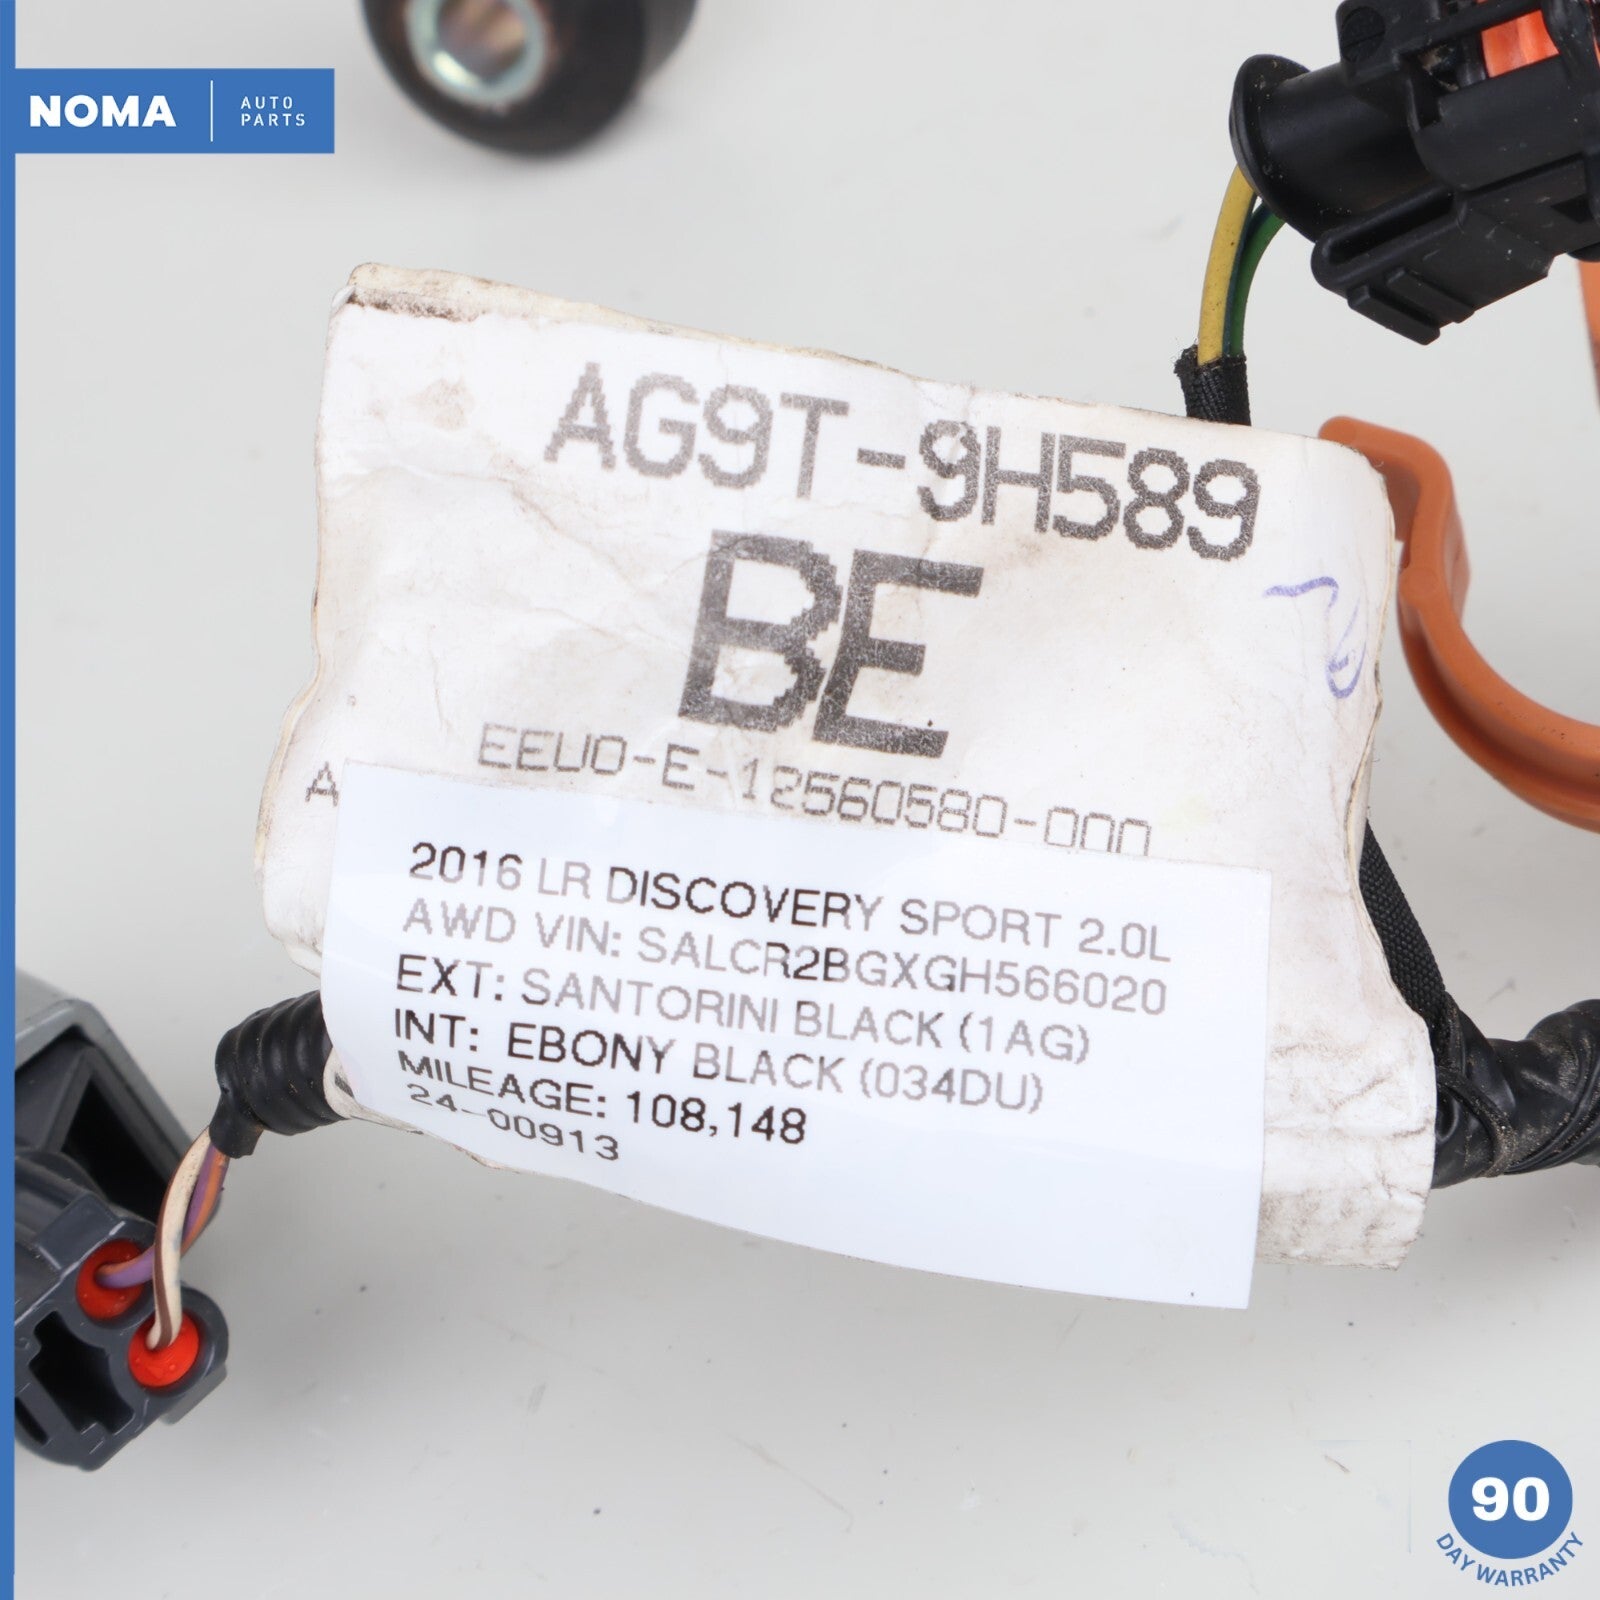 NOMA
AUTO
PARTS
AG9T-9H589
BE
EEU0-E-12560580-000
A
2016 LR DISCOVERY SPORT 2.0L
AWD VIN: SALCR2BGXGH566020
EXT: SANTORINI BLACK (1AG)
INT: EBONY BLACK (034DU)
MILEAGE: 108,148
24-00913
90
DAY WARRANTY